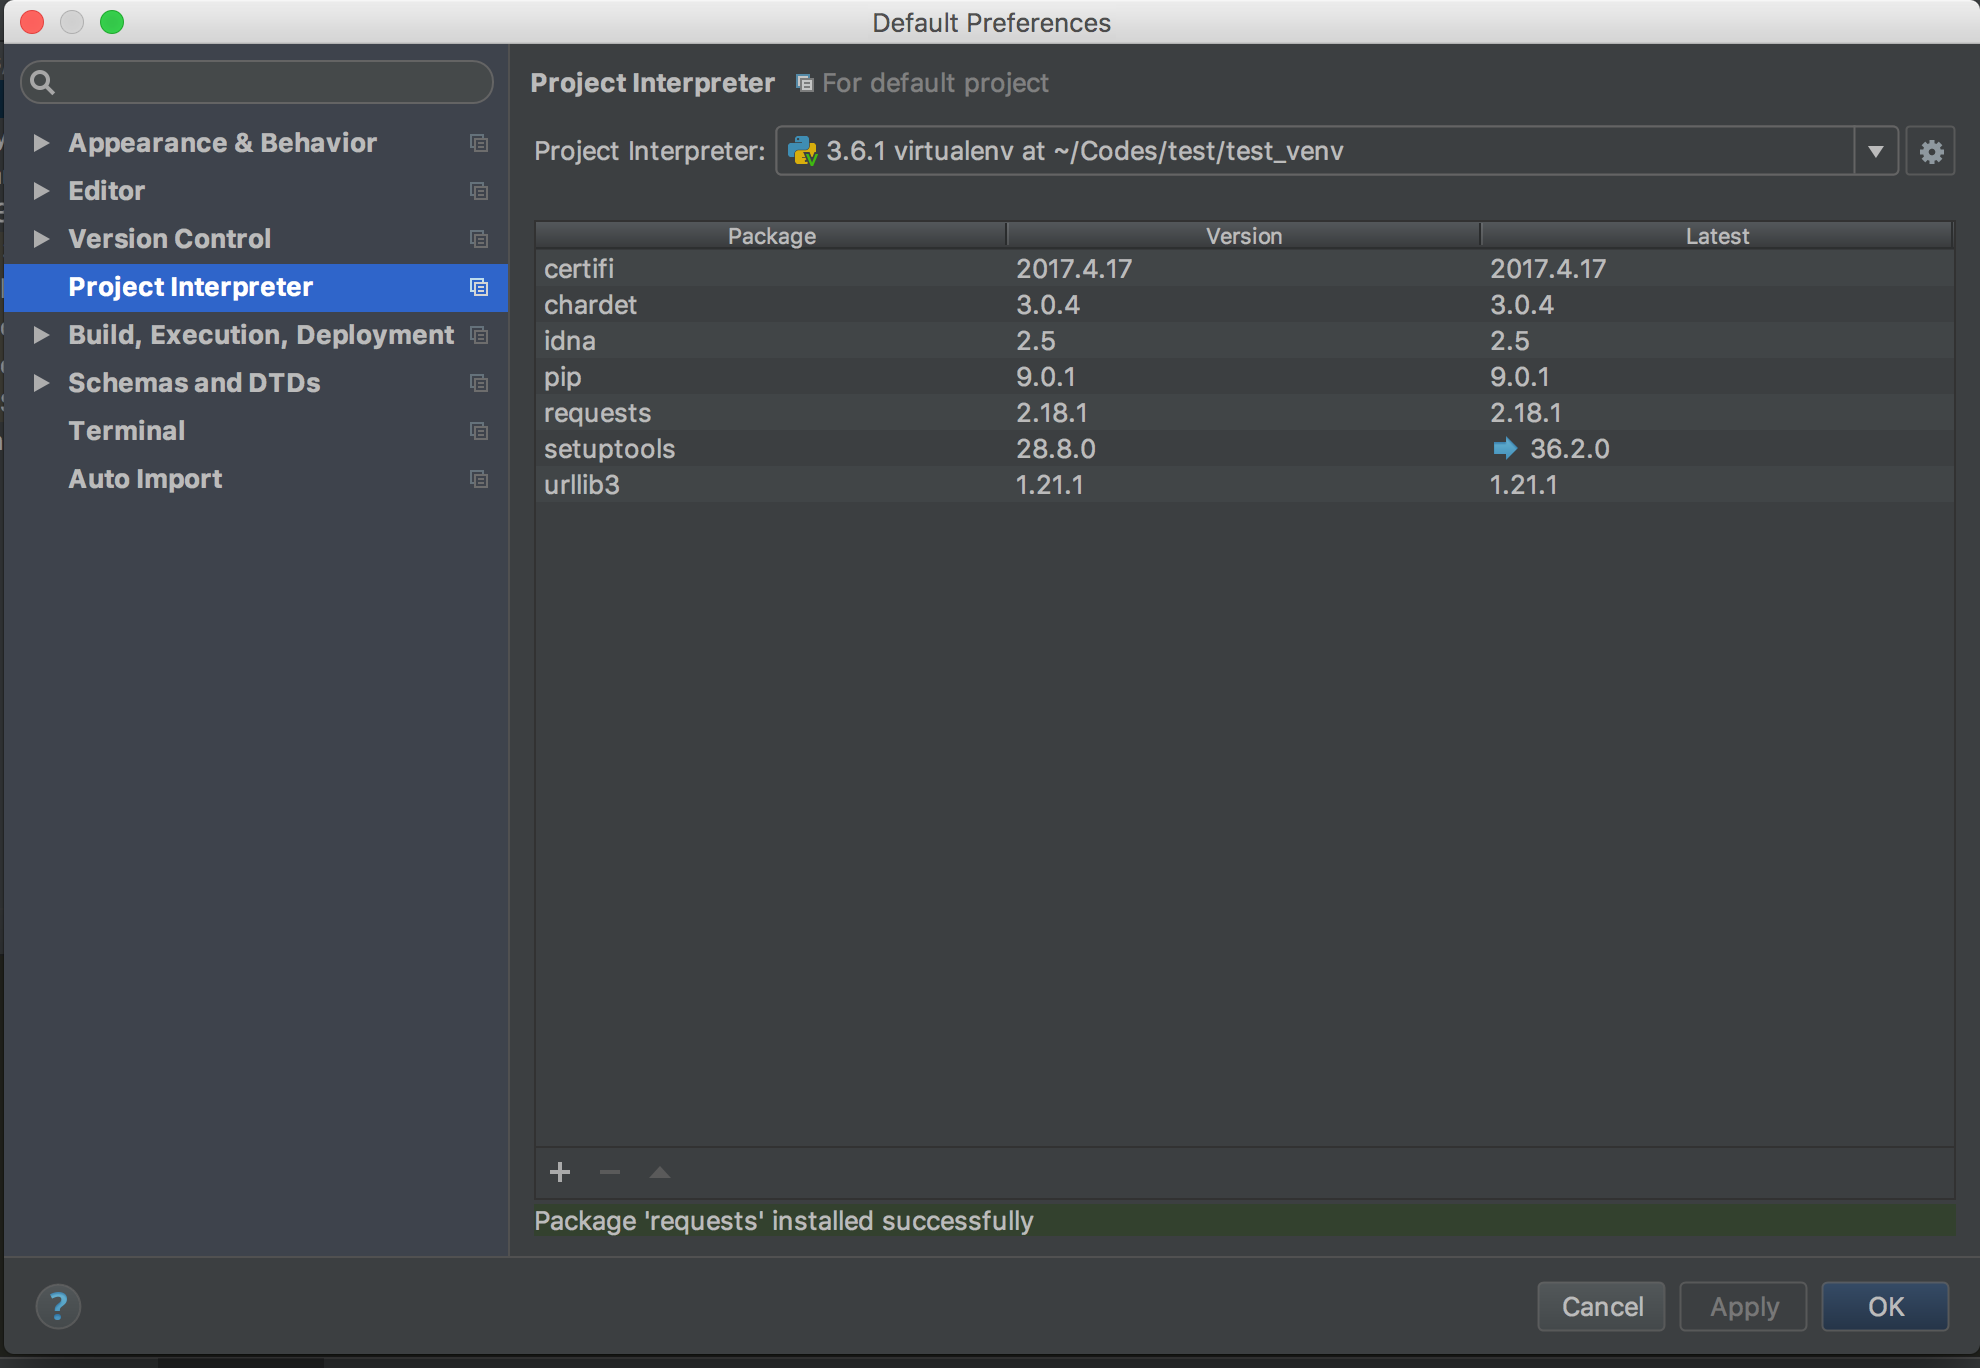 Default Preferences
Appearance & Behavior
Editor
Version Control
Project Interpreter
Build, Execution, Deployment
Schemas and DTDs
Terminal
Auto Import
Project Interpreter For default project
Project Interpreter: 3.6.1 virtualenv at ~/Codes/test/test_venv
Package Version Latest
certifi 2017.4.17 2017.4.17
chardet 3.0.4 3.0.4
idna 2.5 2.5
pip 9.0.1 9.0.1
requests 2.18.1 2.18.1
setuptools 28.8.0 36.2.0
urllib3 1.21.1 1.21.1
Package 'requests' installed successfully
? Cancel Apply OK